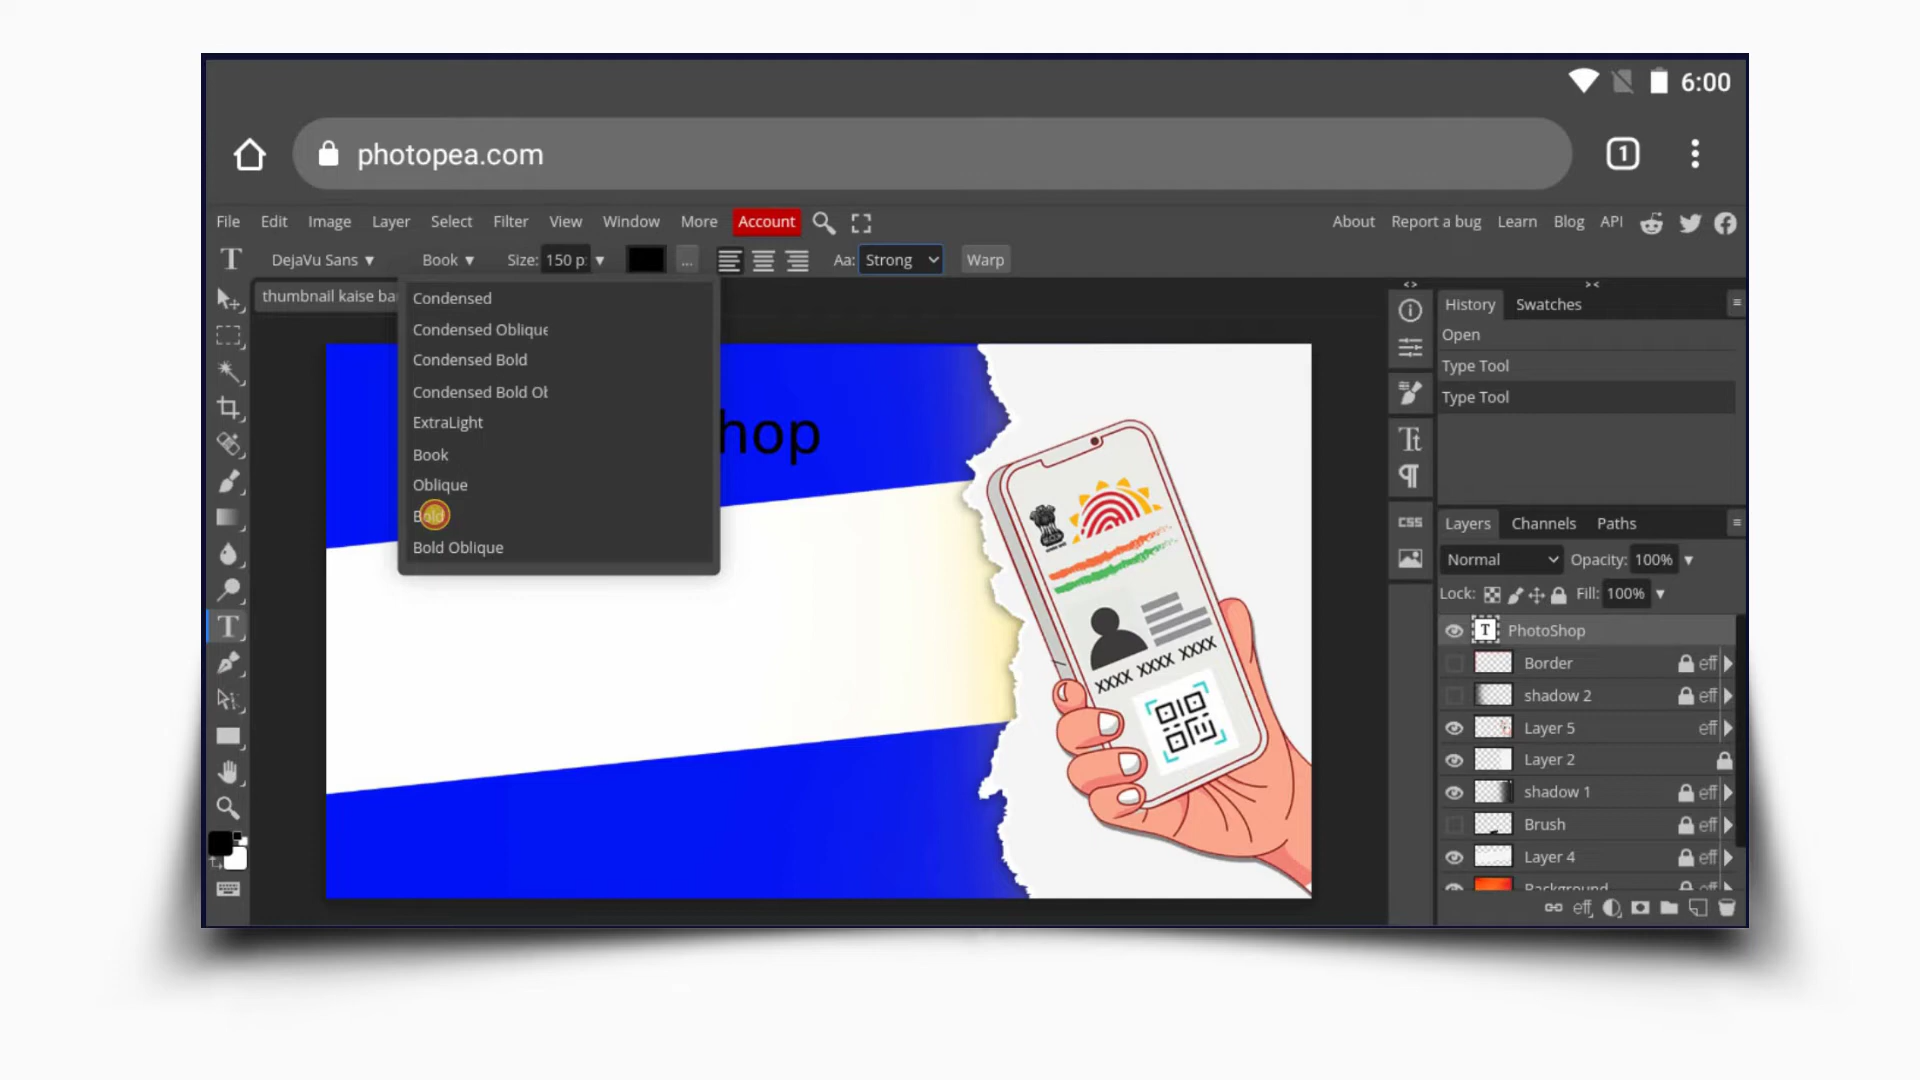 6:00
photopea.com
1
File Edit Image Layer Select Filter View Window More Account About Report a bug Learn Blog API
T DejaVu Sans Book Size: 150 p ... Aa: Strong Warp
thumbnail kaise ba
Condensed
Condensed Oblique
Condensed Bold
Condensed Bold Ob
ExtraLight
Book
Oblique
Bold
Bold Oblique
hop
XXXX XXXX XXXX
History Swatches
Open
Type Tool
Type Tool
CSS
Layers Channels Paths
Normal Opacity: 100%
Lock: Fill: 100%
T PhotoShop
Border eff
shadow 2 eff
Layer 5 eff
Layer 2
shadow 1 eff
Brush eff
Layer 4 eff
Background eff
eff